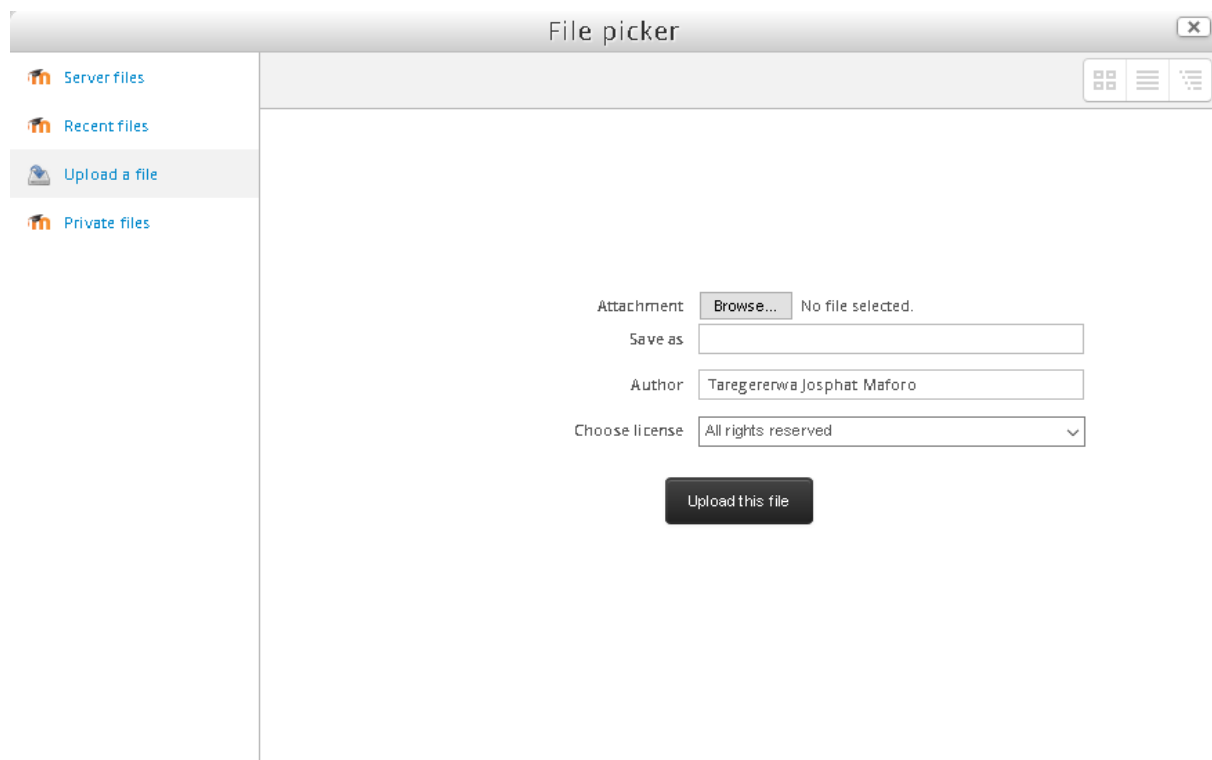 File picker
Server files
Recent files
Upload a file
Private files
Attachment Browse... No file selected.
Save as
Author Taregererwa Josphat Maforo
Choose license All rights reserved
Upload this file